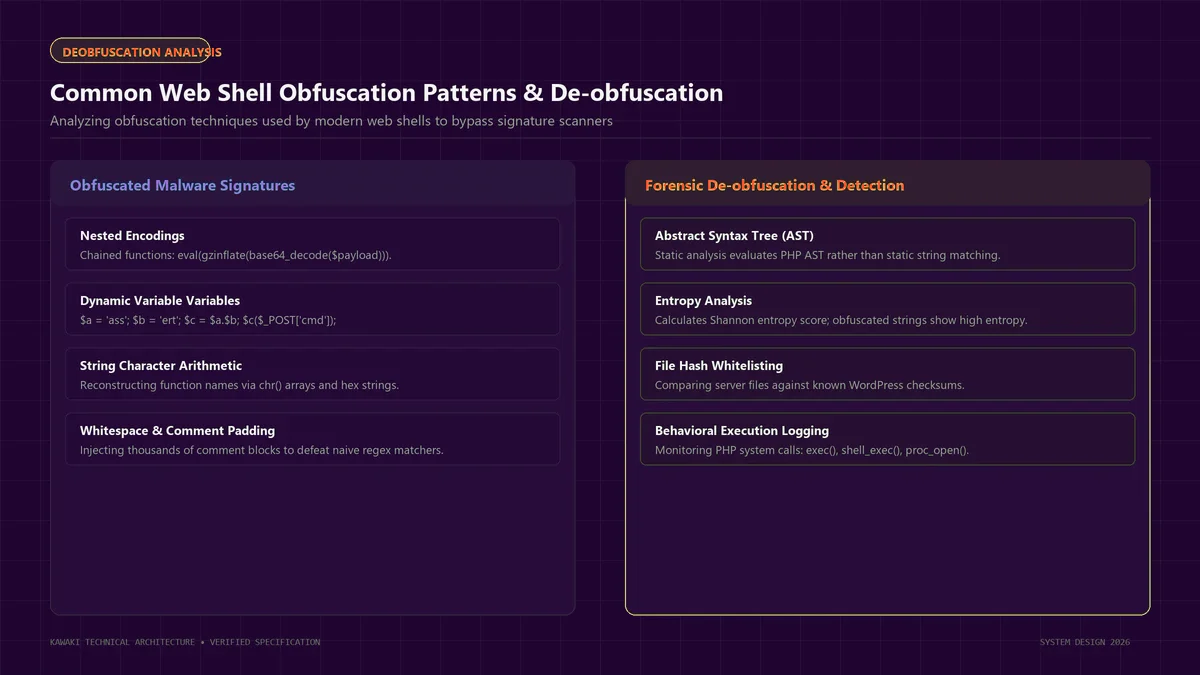 DEOBFUSCATION ANALYSIS
Common Web Shell Obfuscation Patterns & De-obfuscation
Analyzing obfuscation techniques used by modern web shells to bypass signature scanners
Obfuscated Malware Signatures
Nested Encodings
Chained functions: eval(gzinflate(base64_decode($payload))).
Dynamic Variable Variables
$a = 'ass'; $b = 'ert'; $c = $a.$b; $c($_POST['cmd']);
String Character Arithmetic
Reconstructing function names via chr() arrays and hex strings.
Whitespace & Comment Padding
Injecting thousands of comment blocks to defeat naive regex matchers.
Forensic De-obfuscation & Detection
Abstract Syntax Tree (AST)
Static analysis evaluates PHP AST rather than static string matching.
Entropy Analysis
Calculates Shannon entropy score; obfuscated strings show high entropy.
File Hash Whitelisting
Comparing server files against known WordPress checksums.
Behavioral Execution Logging
Monitoring PHP system calls: exec(), shell_exec(), proc_open().
KAWAKI TECHNICAL ARCHITECTURE • VERIFIED SPECIFICATION
SYSTEM DESIGN 2026